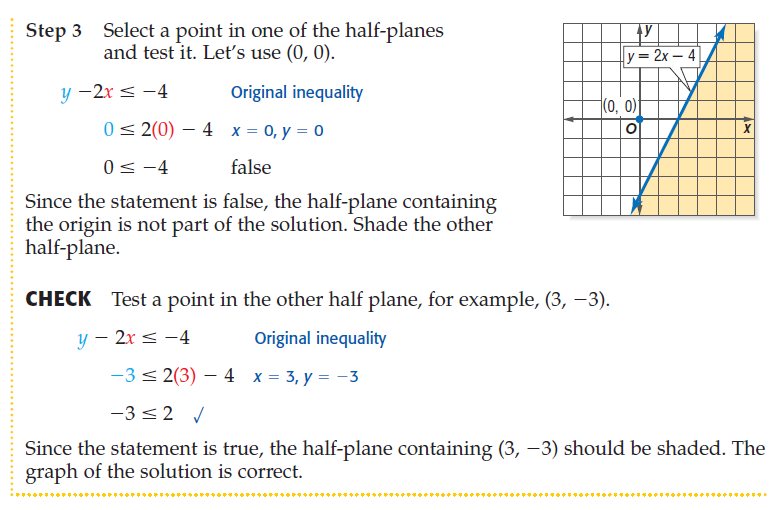 Step 3 Select a point in one of the half-planes
and test it. Let's use (0, 0).
y −2x ≤ −4 Original inequality
0 ≤ 2(0) − 4 x = 0, y = 0
0 ≤ −4 false
Since the statement is false, the half-plane containing
the origin is not part of the solution. Shade the other
half-plane.
y
y = 2x − 4
(0, 0)
O
x
CHECK Test a point in the other half plane, for example, (3, −3).
y − 2x ≤ −4 Original inequality
−3 ≤ 2(3) − 4 x = 3, y = −3
−3 ≤ 2 ✓
Since the statement is true, the half-plane containing (3, −3) should be shaded. The
graph of the solution is correct.